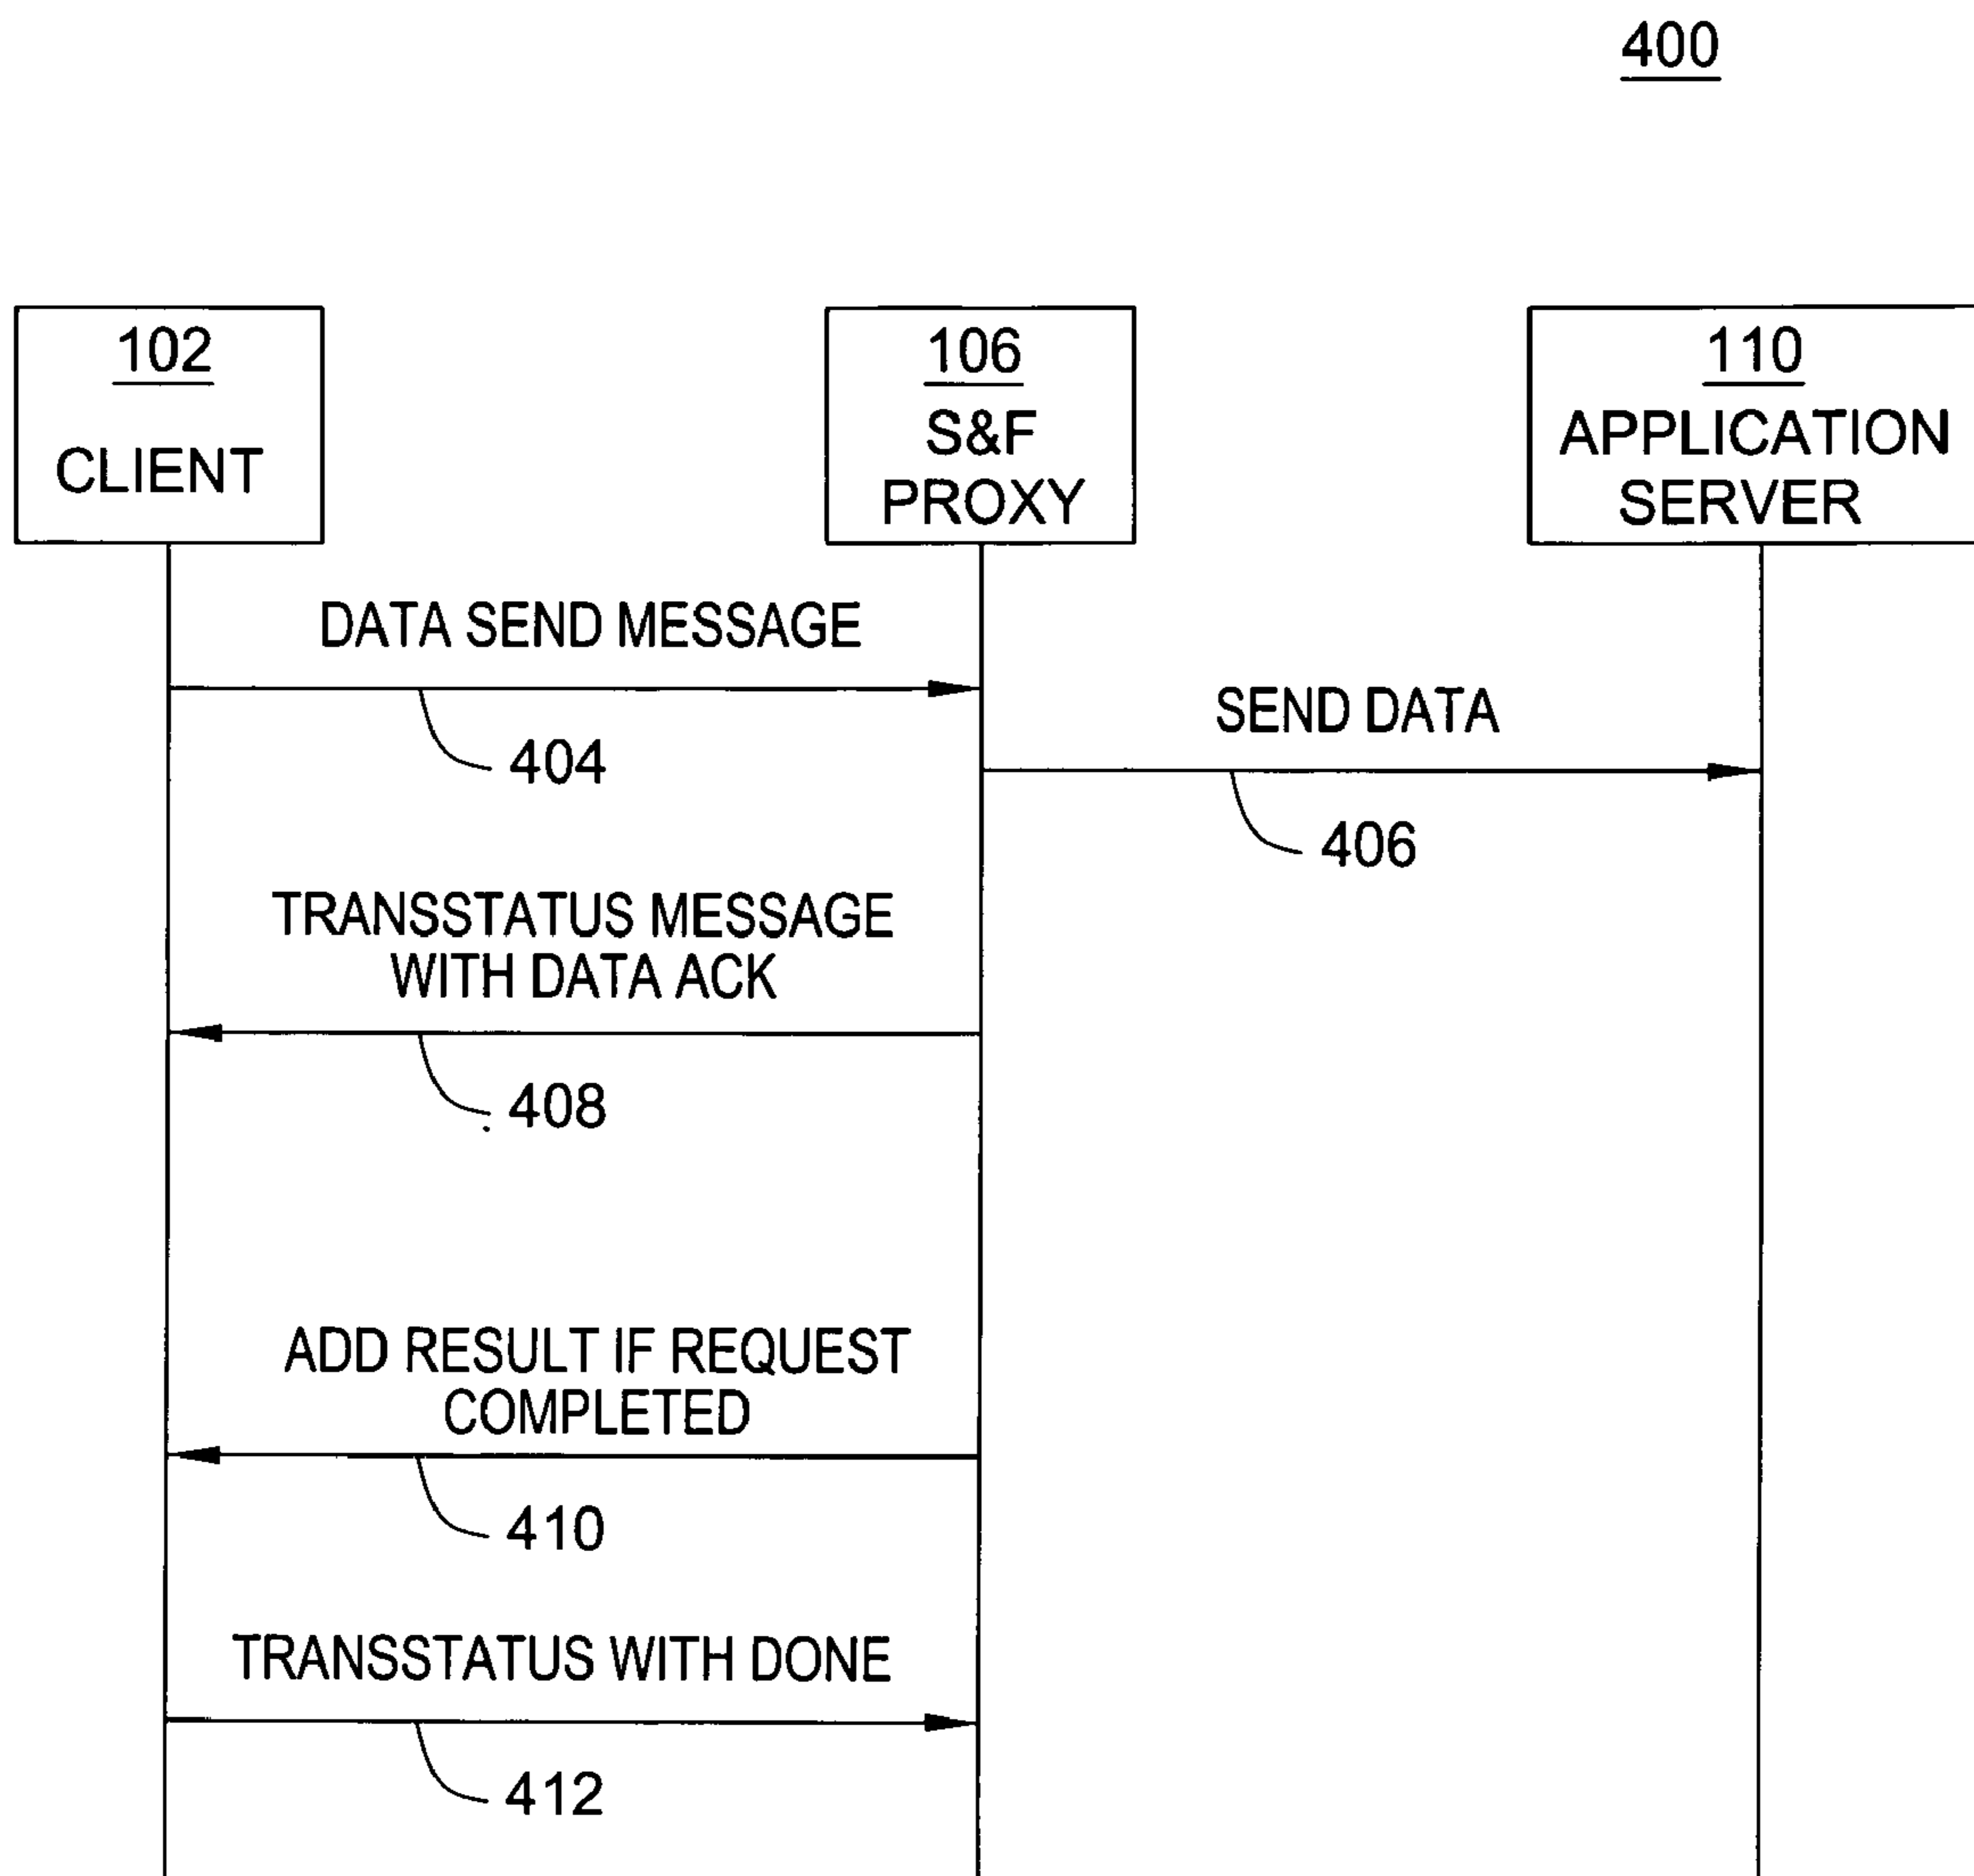 400
102
CLIENT
106
S&F
PROXY
110
APPLICATION
SERVER
DATA SEND MESSAGE
404
SEND DATA
406
TRANSSTATUS MESSAGE
WITH DATA ACK
408
ADD RESULT IF REQUEST
COMPLETED
410
TRANSSTATUS WITH DONE
412